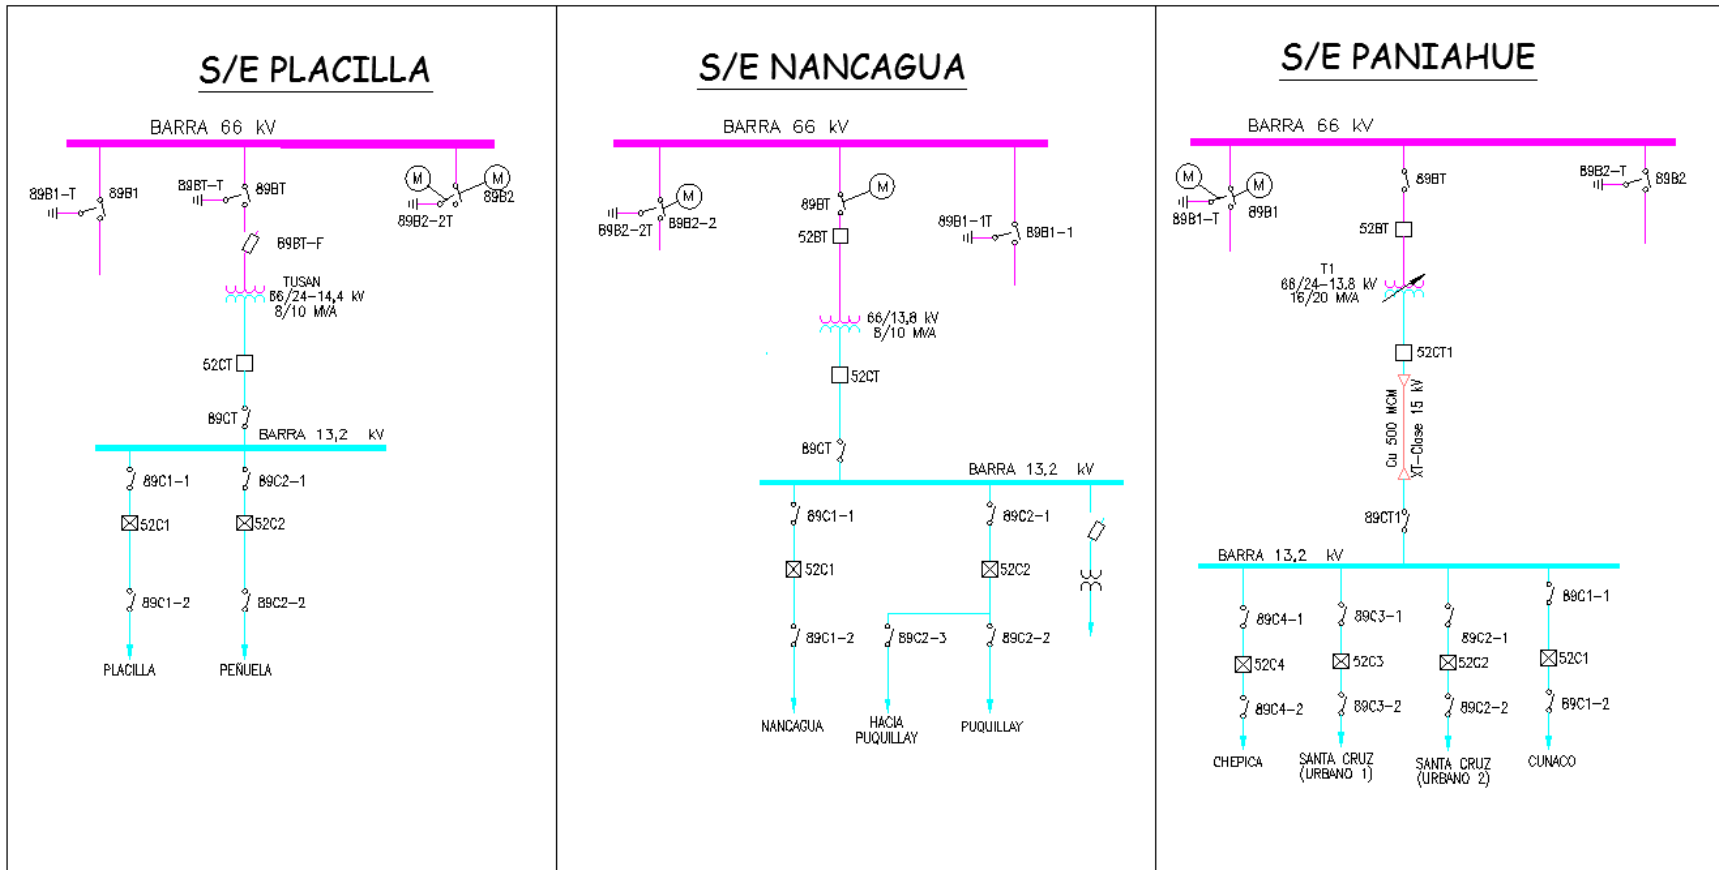 S/E PLACILLA
BARRA 66 kV
89B1-T
89B1
89BT-T
89BT
M
M
89B2
89B2-2T
89BT-F
TUSAN
66/24-14,4 kV
8/10 MVA
52CT
89CT
BARRA 13,2 kV
89C1-1
89C2-1
52C1
52C2
89C1-2
89C2-2
PLACILLA
PEÑUELA
S/E NANCAGUA
BARRA 66 kV
M
M
89B2-2T
89B2-2
89BT
52BT
89B1-1T
89B1-1
66/13,8 kV
8/10 MVA
52CT
89CT
BARRA 13,2 kV
89C1-1
89C2-1
52C1
52C2
89C1-2
89C2-3
89C2-2
NANCAGUA
HACIA
PUQUILLAY
PUQUILLAY
S/E PANIAHUE
BARRA 66 kV
M
M
89B1-T
89B1
89BT
89B2-T
89B2
52BT
T1
66/24-13,8 kV
16/20 MVA
52CT1
Cu 500 MCM
XT-Clase 15 kV
89CT1
BARRA 13,2 kV
89C4-1
89C3-1
89C2-1
89C1-1
52C4
52C3
52C2
52C1
89C4-2
89C3-2
89C2-2
89C1-2
CHEPICA
SANTA CRUZ
(URBANO 1)
SANTA CRUZ
(URBANO 2)
CUNACO